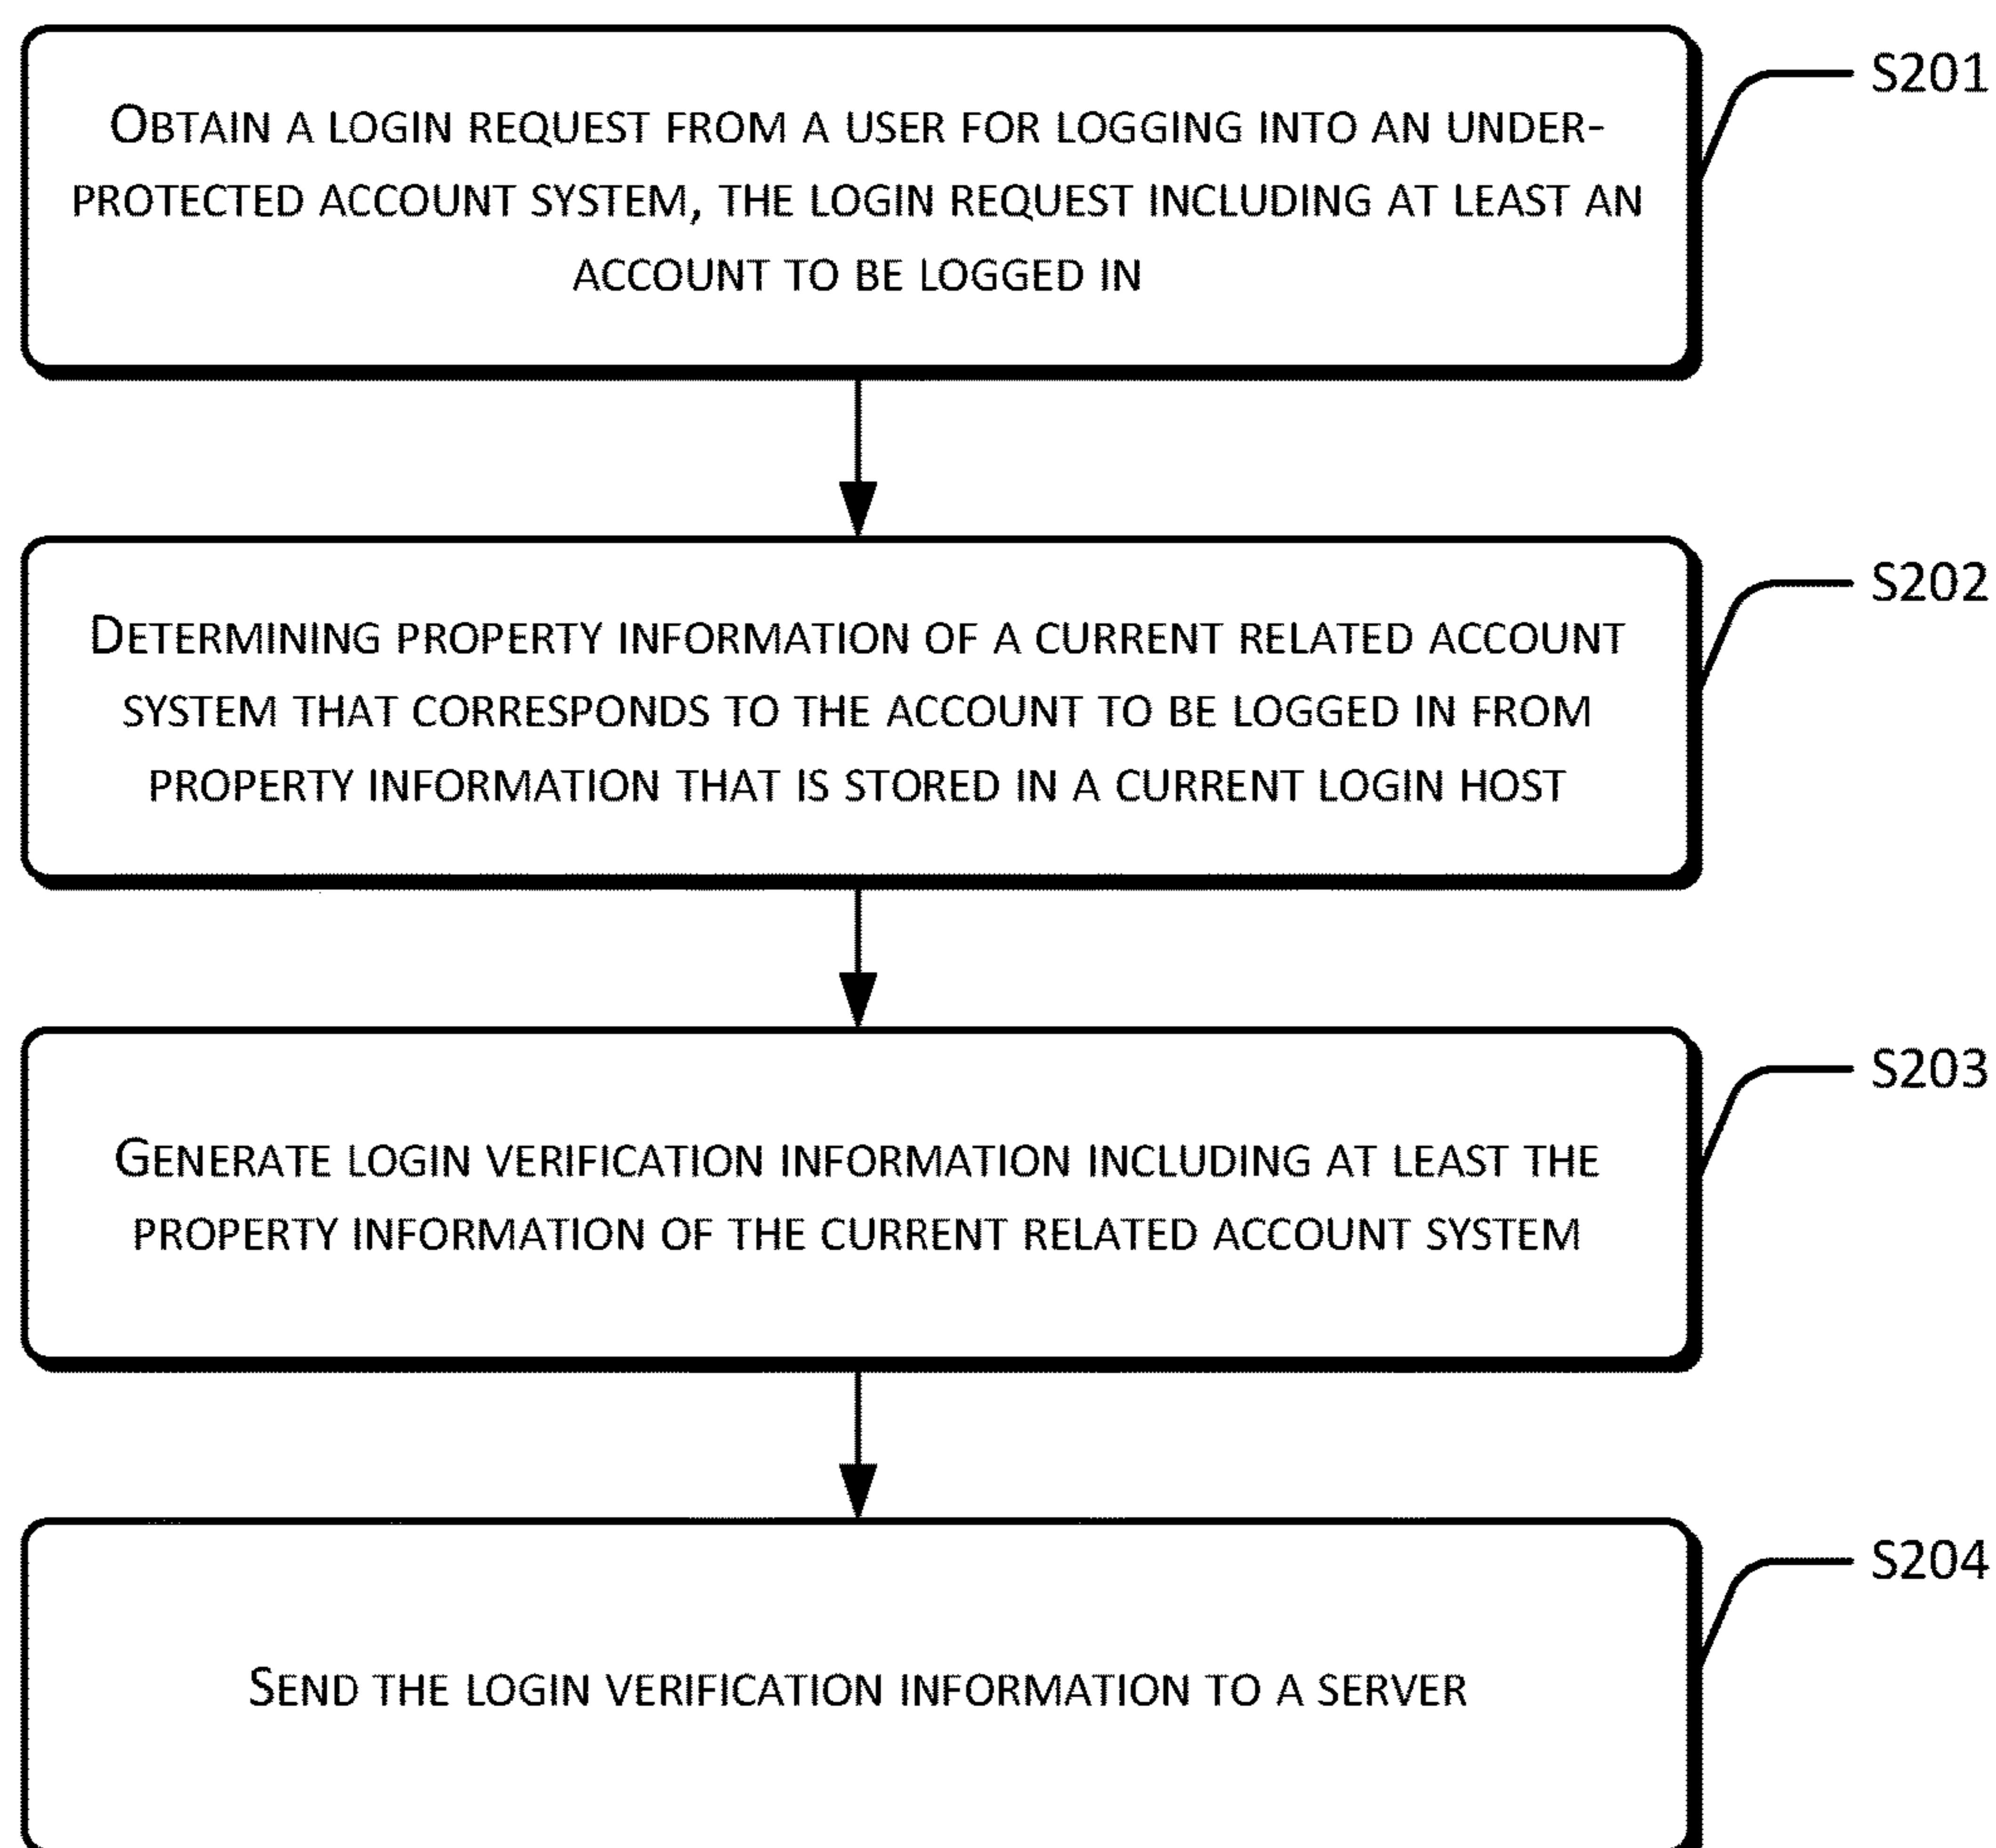 S201
OBTAIN A LOGIN REQUEST FROM A USER FOR LOGGING INTO AN UNDER-
PROTECTED ACCOUNT SYSTEM, THE LOGIN REQUEST INCLUDING AT LEAST AN
ACCOUNT TO BE LOGGED IN
S202
DETERMINING PROPERTY INFORMATION OF A CURRENT RELATED ACCOUNT
SYSTEM THAT CORRESPONDS TO THE ACCOUNT TO BE LOGGED IN FROM
PROPERTY INFORMATION THAT IS STORED IN A CURRENT LOGIN HOST
S203
GENERATE LOGIN VERIFICATION INFORMATION INCLUDING AT LEAST THE
PROPERTY INFORMATION OF THE CURRENT RELATED ACCOUNT SYSTEM
S204
SEND THE LOGIN VERIFICATION INFORMATION TO A SERVER